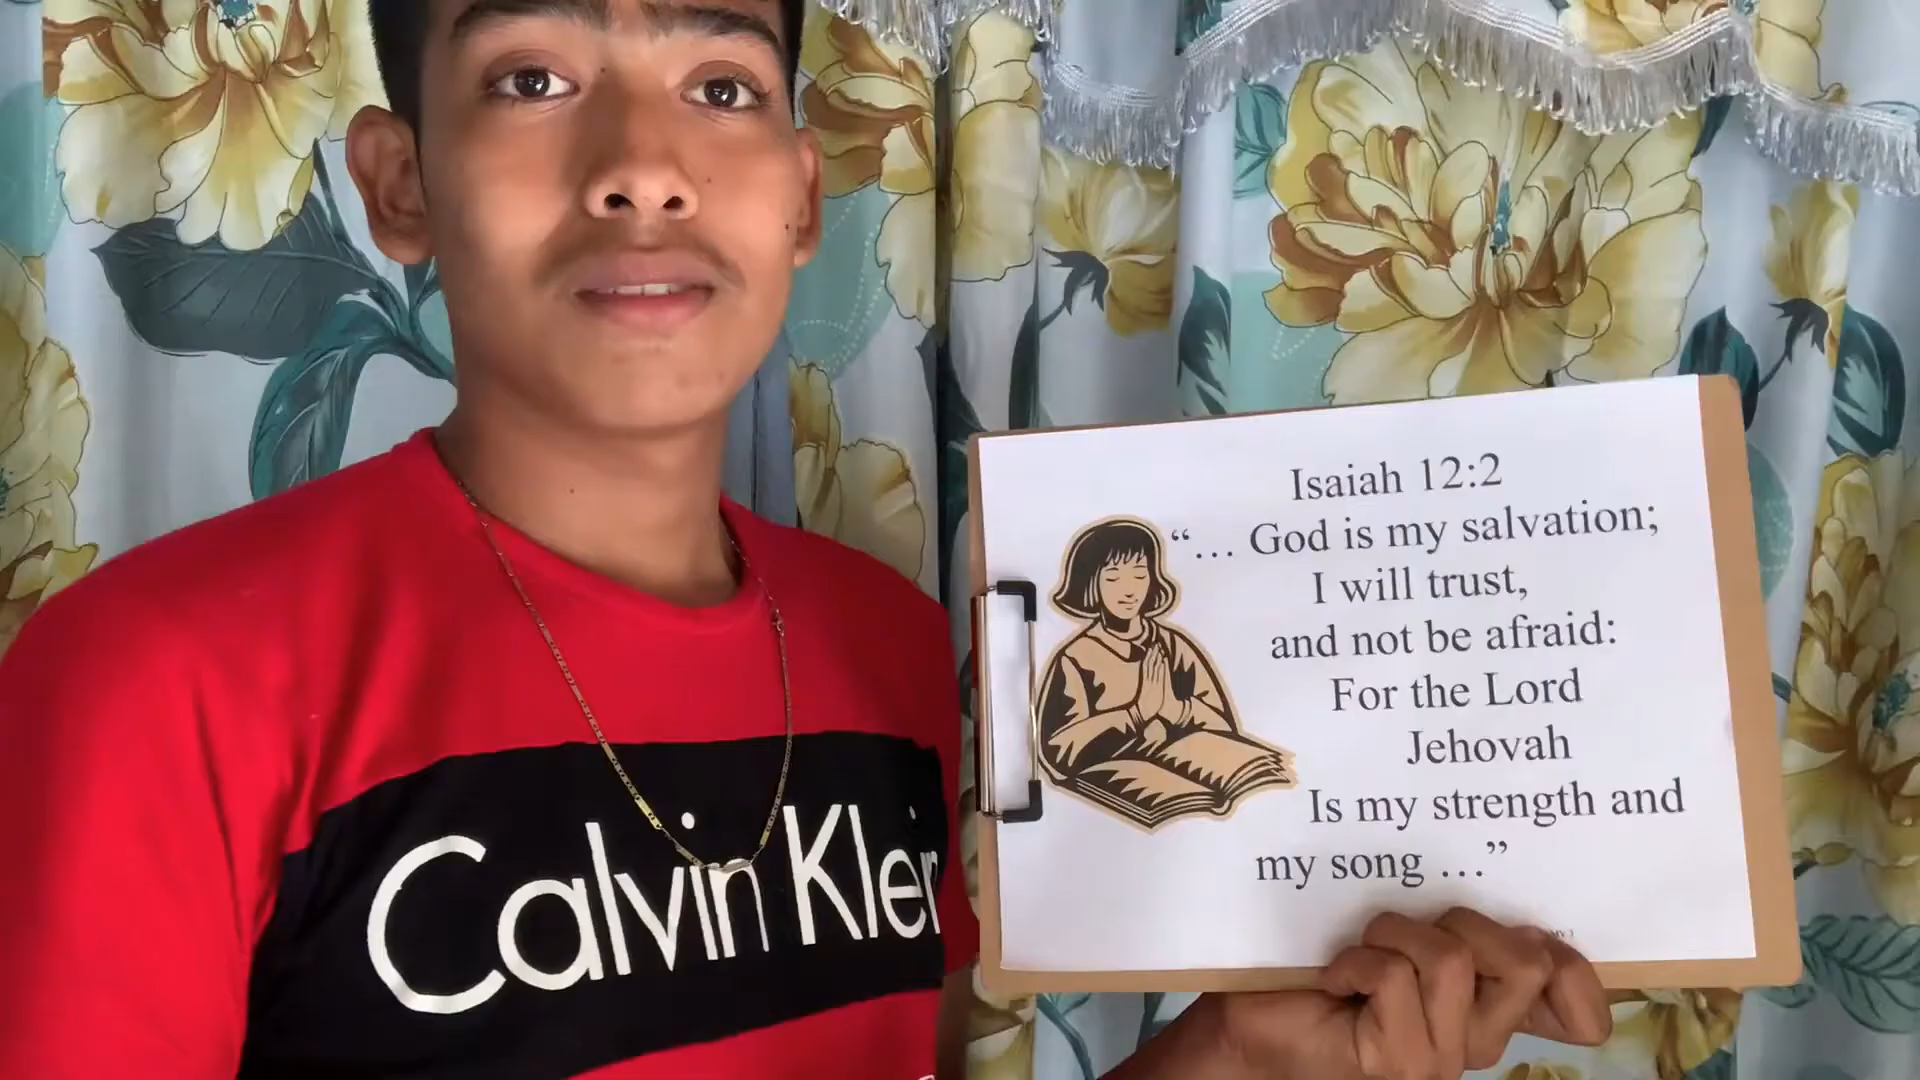 Isaiah 12:2
“... God is my salvation;
I will trust,
and not be afraid:
For the Lord
Jehovah
Is my strength and
my song ...”
Calvin Klein